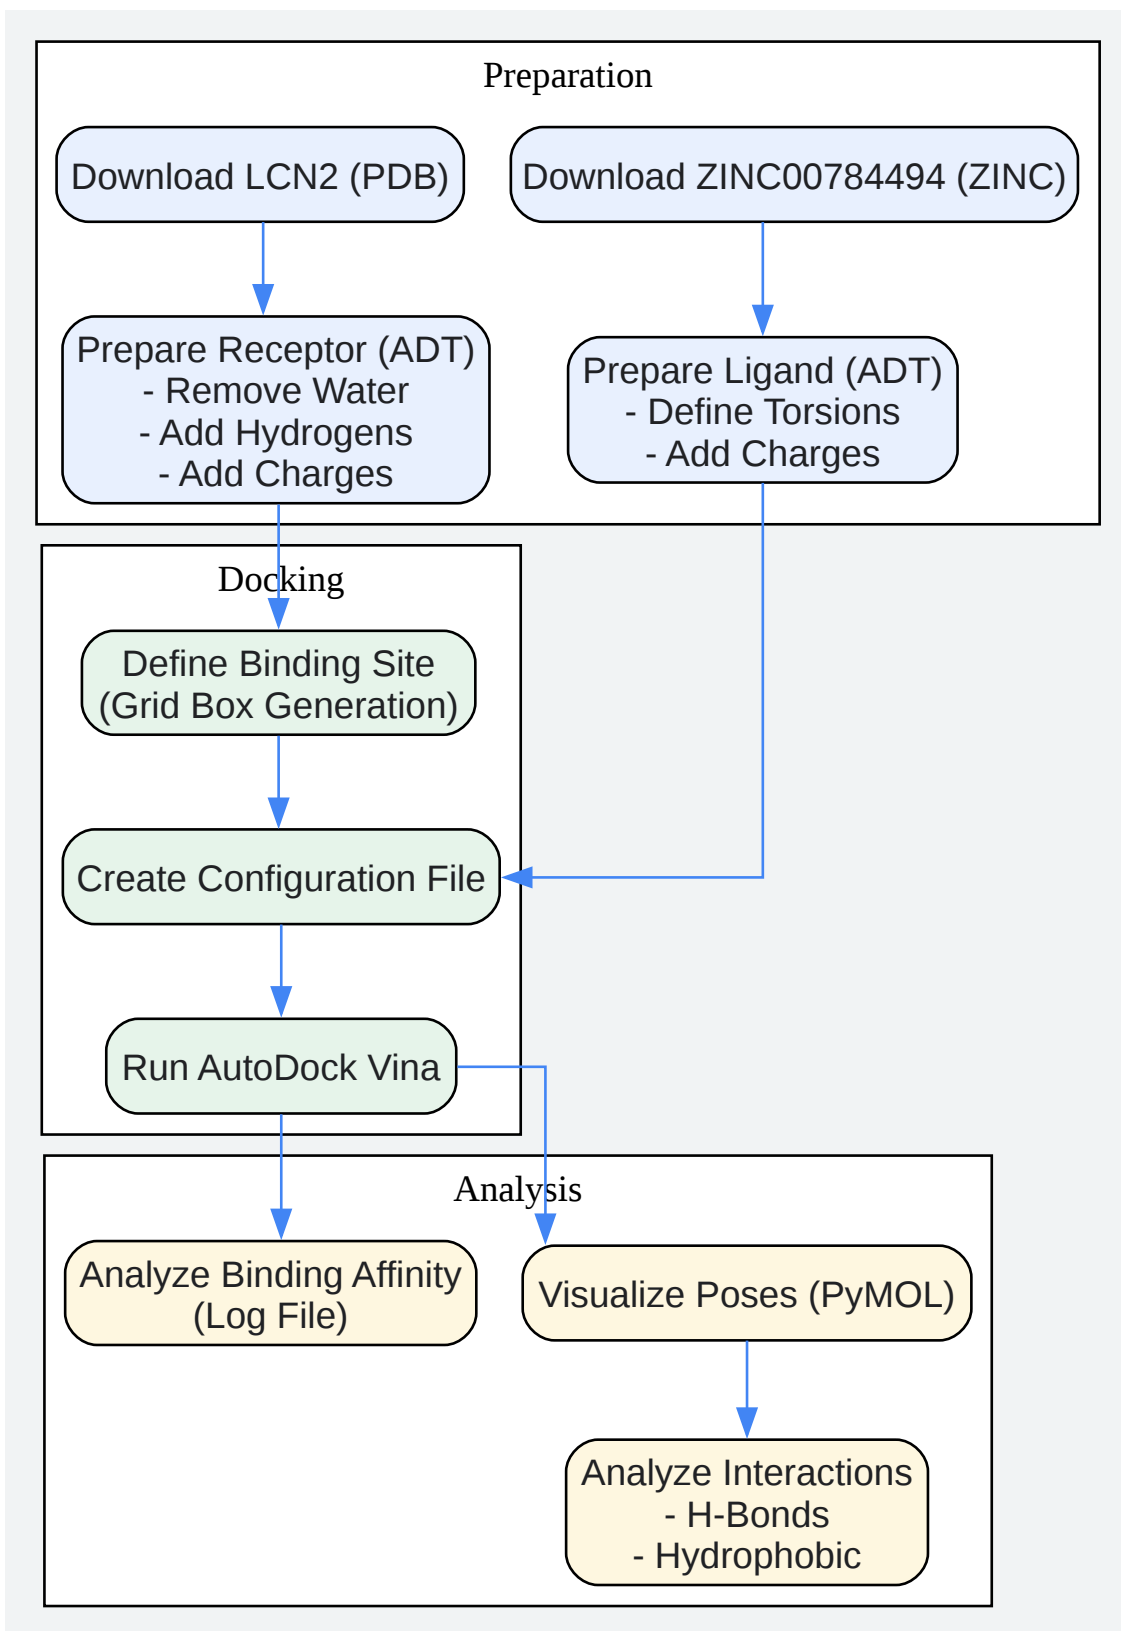 Preparation
Download LCN2 (PDB)
Download ZINC00784494 (ZINC)
Prepare Receptor (ADT)
- Remove Water
- Add Hydrogens
- Add Charges
Prepare Ligand (ADT)
- Define Torsions
- Add Charges
Docking
Define Binding Site
(Grid Box Generation)
Create Configuration File
Run AutoDock Vina
Analysis
Analyze Binding Affinity
(Log File)
Visualize Poses (PyMOL)
Analyze Interactions
- H-Bonds
- Hydrophobic